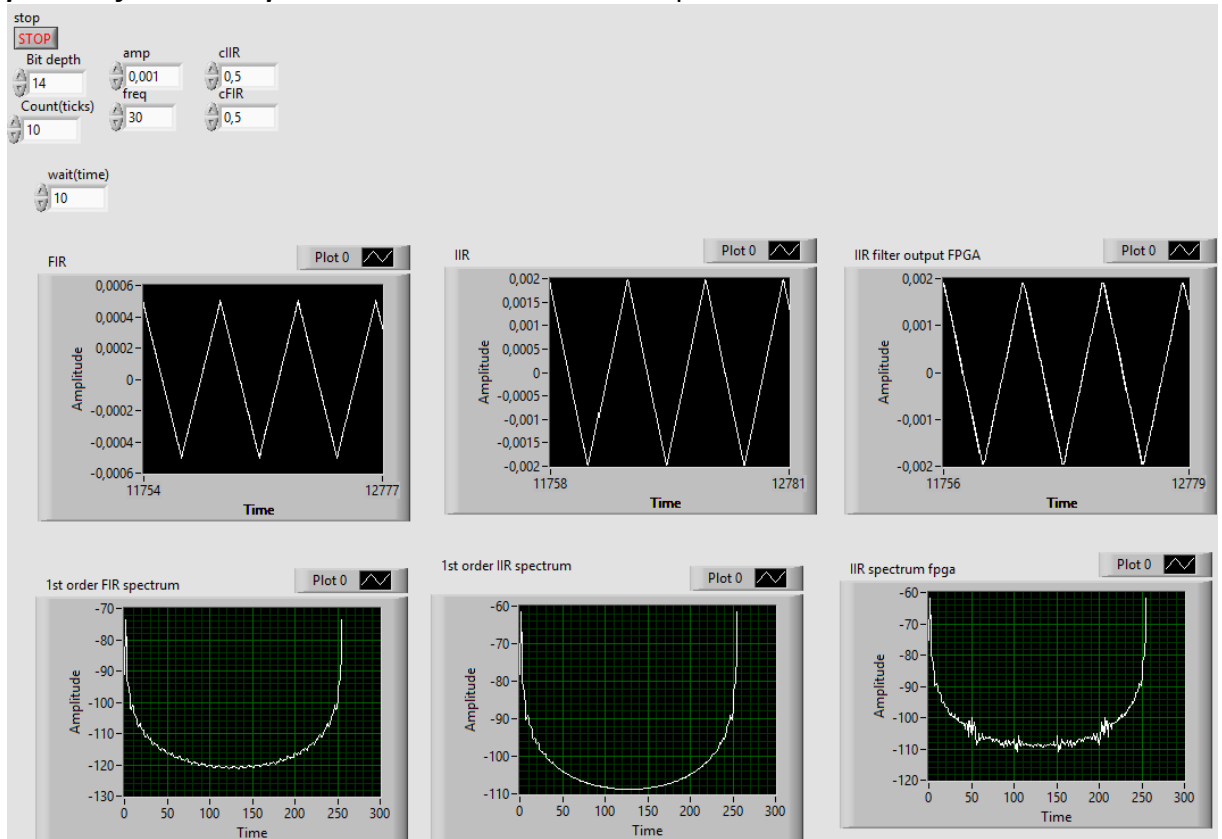 stop
STOP
Bit depth
14
amp
0,001
cIIR
0,5
Count(ticks)
10
freq
30
cFIR
0,5
wait(time)
10
FIR
Plot 0
0,0006
0,0004
0,0002
0
-0,0002
-0,0004
-0,0006
Amplitude
11754
12777
Time
IIR
Plot 0
0,002
0,0015
0,001
0,0005
0
-0,0005
-0,001
-0,0015
-0,002
Amplitude
11758
12781
Time
IIR filter output FPGA
Plot 0
0,002
0,001
0
-0,001
-0,002
Amplitude
11756
12779
Time
1st order FIR spectrum
Plot 0
-70
-80
-90
-100
-110
-120
-130
Amplitude
0 50 100 150 200 250 300
Time
1st order IIR spectrum
Plot 0
-60
-70
-80
-90
-100
-110
Amplitude
0 50 100 150 200 250 300
Time
IIR spectrum fpga
Plot 0
-60
-70
-80
-90
-100
-110
-120
Amplitude
0 50 100 150 200 250 300
Time